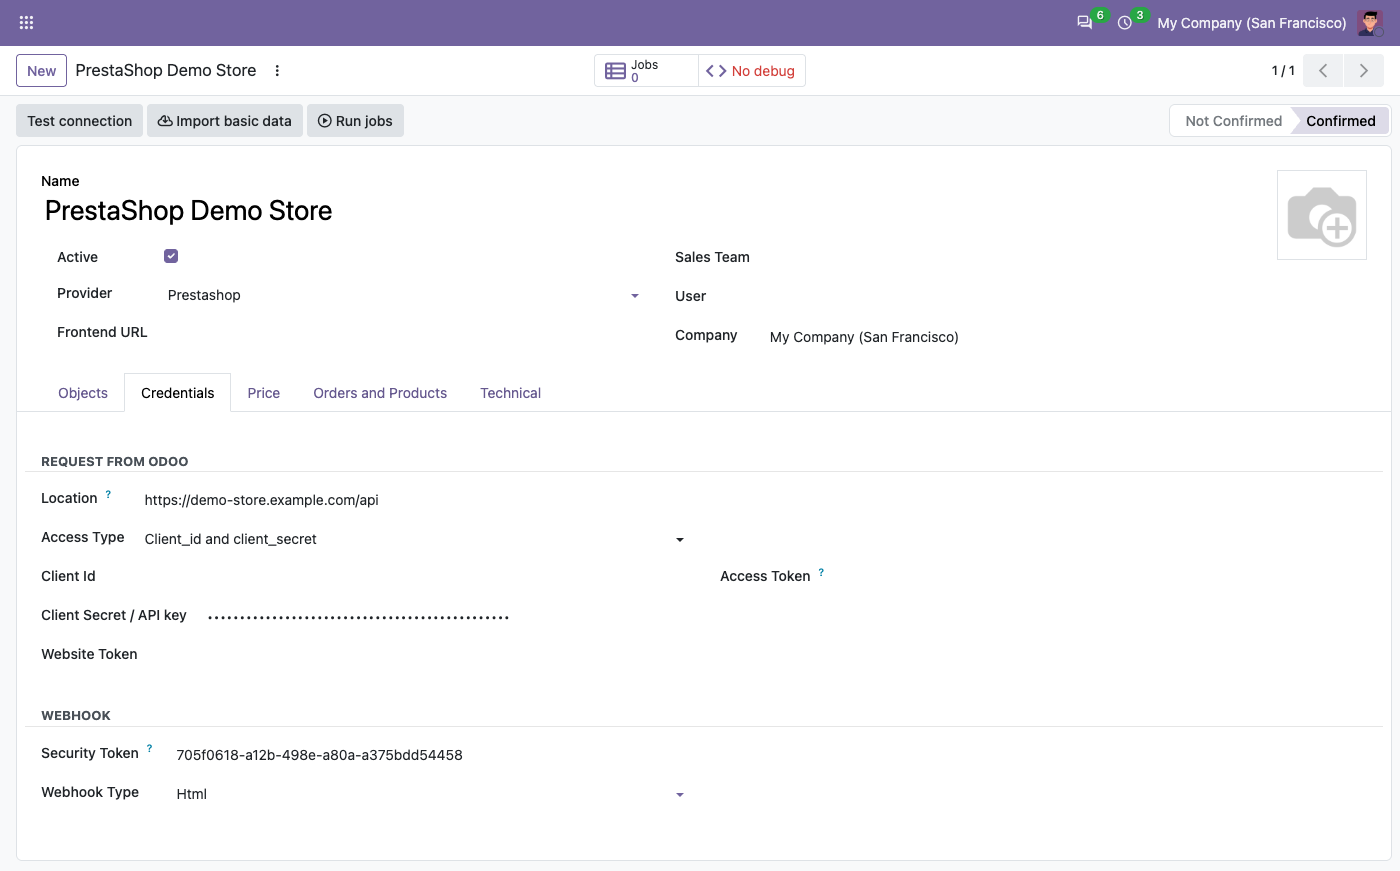 6 3 My Company (San Francisco)
New PrestaShop Demo Store Jobs 0 No debug 1 / 1
Test connection Import basic data Run jobs Not Confirmed Confirmed
Name
PrestaShop Demo Store
Active Sales Team
Provider Prestashop User
Frontend URL Company My Company (San Francisco)
Objects Credentials Price Orders and Products Technical
REQUEST FROM ODOO
Location ? https://demo-store.example.com/api
Access Type Client_id and client_secret
Client Id Access Token ?
Client Secret / API key
Website Token
WEBHOOK
Security Token ? 705f0618-a12b-498e-a80a-a375bdd54458
Webhook Type Html